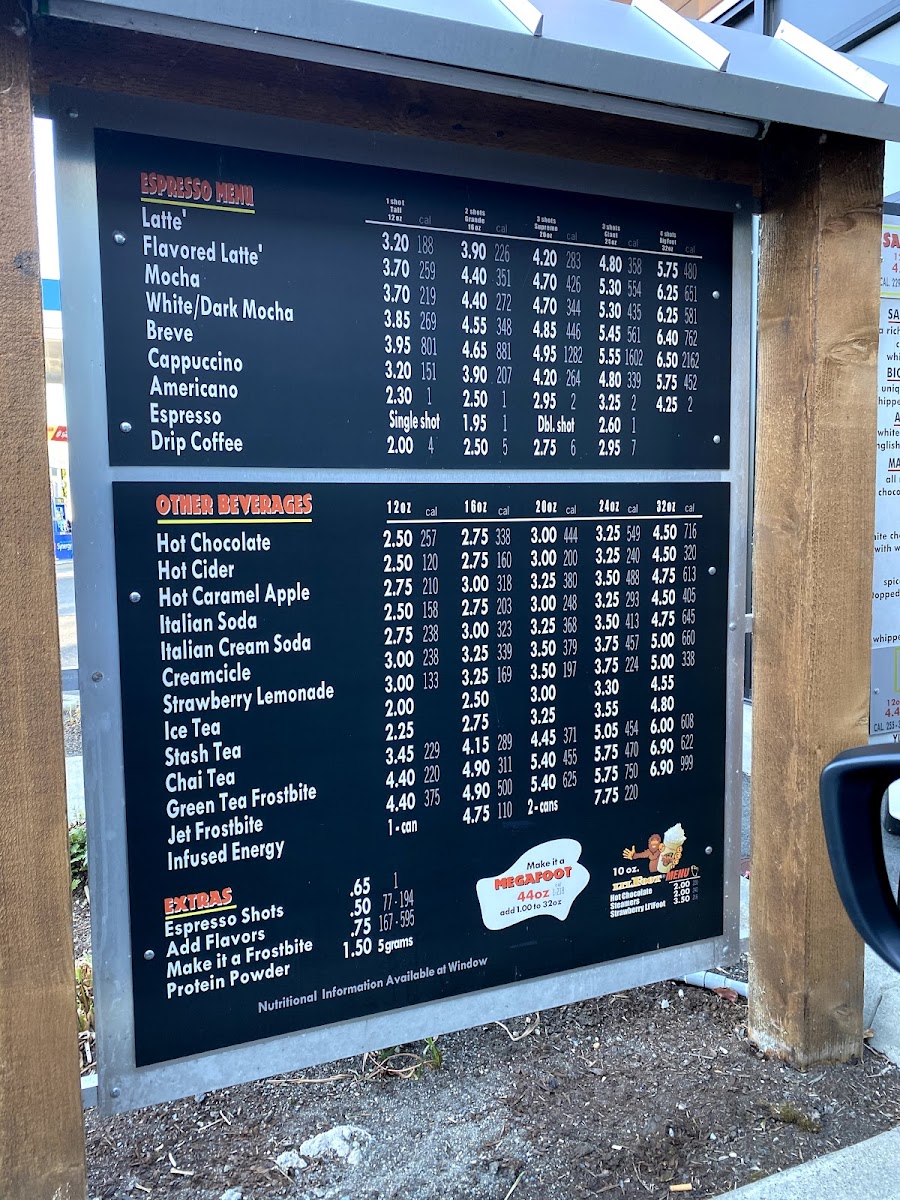 ESPRESSO MENU
1 shot Tall 12oz cal 2 shots Grande 16oz cal 3 shots Supreme 20oz cal 3 shots Giant 24oz cal 4 shots Bigfoot 32oz cal
Latte' 3.20 188 3.90 226 4.20 283 4.80 358 5.75 480
Flavored Latte' 3.70 259 4.40 351 4.70 426 5.30 554 6.25 651
Mocha 3.70 219 4.40 272 4.70 344 5.30 435 6.25 581
White/Dark Mocha 3.85 269 4.55 348 4.85 446 5.45 561 6.40 762
Breve 3.95 801 4.65 881 4.95 1282 5.55 1602 6.50 2162
Cappuccino 3.20 151 3.90 207 4.20 264 4.80 339 5.75 452
Americano 2.30 1 2.50 1 2.95 2 3.25 2 4.25 2
Espresso Single shot 1.95 1 Dbl. shot 2.60 1
Drip Coffee 2.00 4 2.50 5 2.75 6 2.95 7
OTHER BEVERAGES 12oz cal 16oz cal 20oz cal 24oz cal 32oz cal
Hot Chocolate 2.50 257 2.75 338 3.00 444 3.25 549 4.50 716
Hot Cider 2.50 120 2.75 160 3.00 200 3.25 240 4.50 320
Hot Caramel Apple 2.75 210 3.00 318 3.25 380 3.50 488 4.75 613
Italian Soda 2.50 158 2.75 203 3.00 248 3.25 293 4.50 405
Italian Cream Soda 2.75 238 3.00 323 3.25 368 3.50 413 4.75 645
Creamcicle 3.00 238 3.25 339 3.50 379 3.75 457 5.00 660
Strawberry Lemonade 3.00 133 3.25 169 3.50 197 3.75 224 5.00 338
Ice Tea 2.00 2.50 3.00 3.30 4.55
Stash Tea 2.25 2.75 3.25 3.55 4.80
Chai Tea 3.45 229 4.15 289 4.45 371 5.05 454 6.00 608
Green Tea Frostbite 4.40 220 4.90 311 5.40 455 5.75 470 6.90 622
Jet Frostbite 4.40 375 4.90 500 5.40 625 5.75 750 6.90 999
Infused Energy 1-can 4.75 110 2-cans 7.75 220
EXTRAS
Espresso Shots .65 1
Add Flavors .50 77-194
Make it a Frostbite .75 167-595
Protein Powder 1.50 5grams
Make it a
MEGAFOOT
44oz
add 1.00 to 32oz
10 oz.
LIL'FOOT MENU
Hot Chocolate 2.00
Steamers 2.00
Strawberry Li'lFoot 3.50
Nutritional Information Available at Window